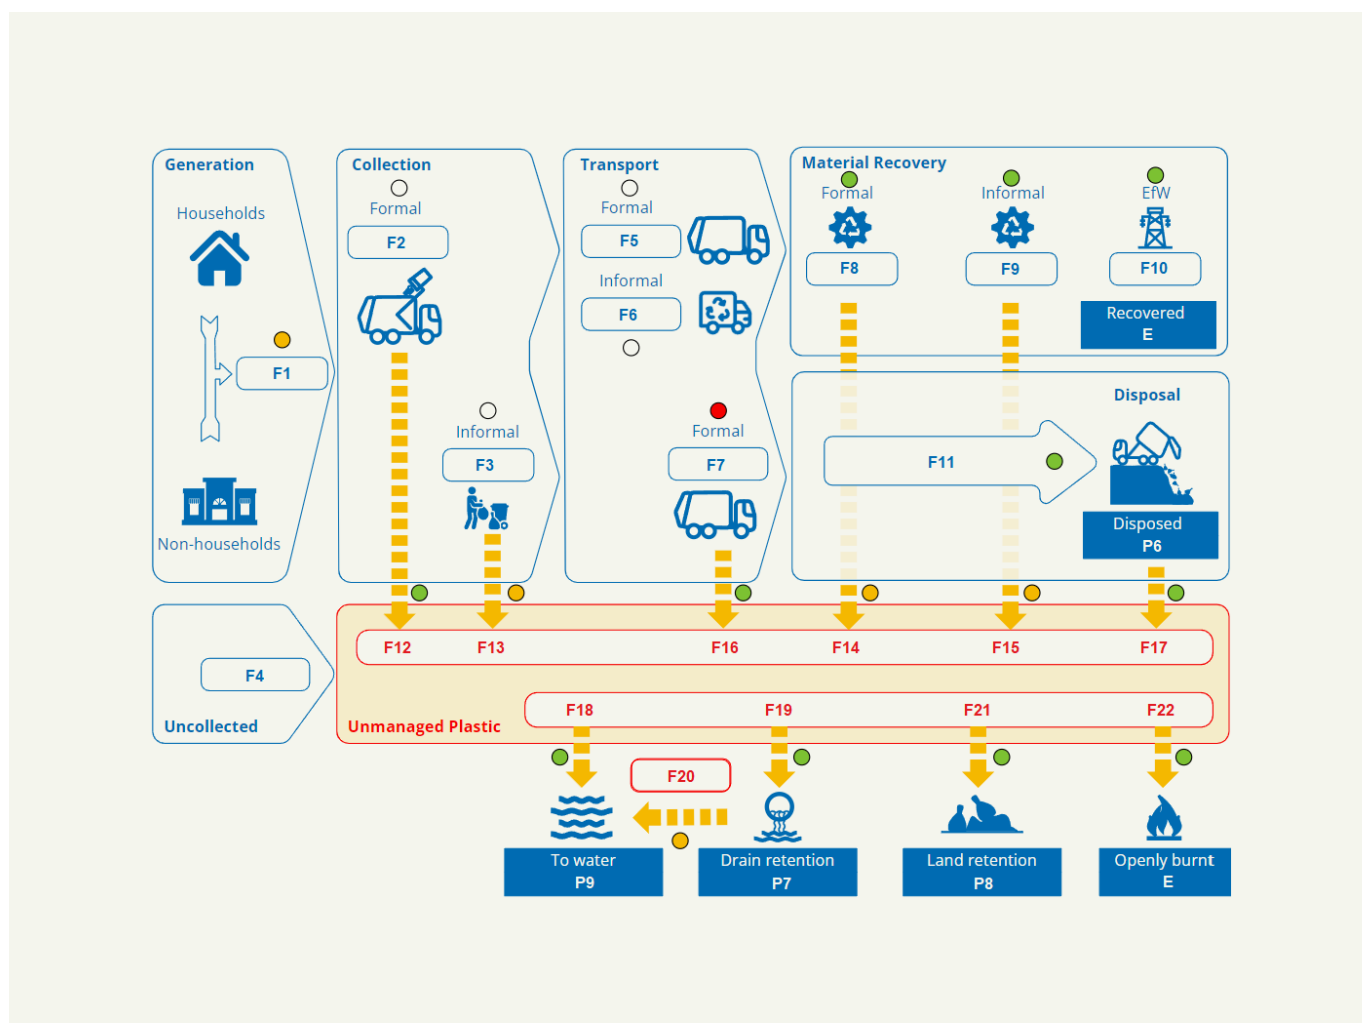 Generation
Households
F1
Non-households
Collection
Formal
F2
Informal
F3
Transport
Formal
F5
Informal
F6
Formal
F7
Material Recovery
Formal
F8
Informal
F9
EfW
F10
Recovered
E
Disposal
F11
Disposed
P6
F4
Uncollected
F12
F13
F16
F14
F15
F17
F18
F19
F21
F22
Unmanaged Plastic
F20
To water
P9
Drain retention
P7
Land retention
P8
Openly burnt
E